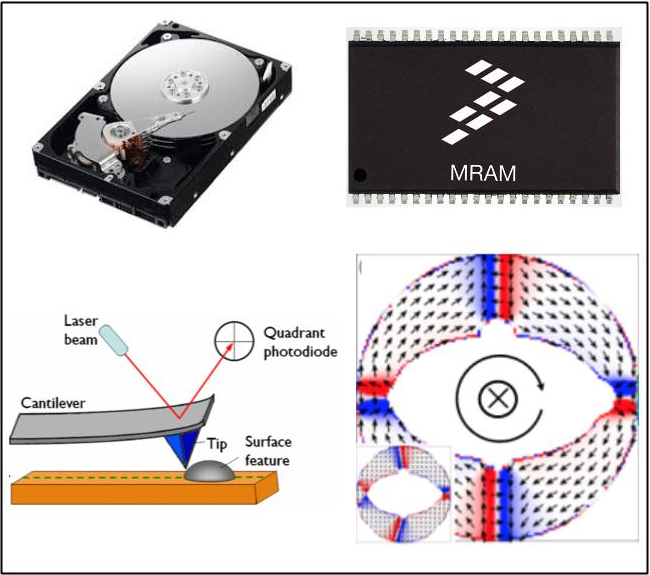 MRAM
Laser
beam
Quadrant
photodiode
Cantilever
Tip
Surface
feature